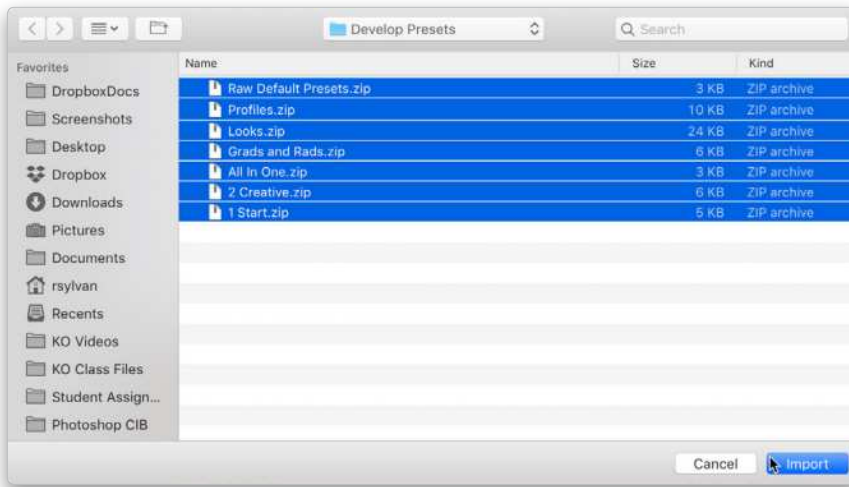 Develop Presets
Search
Favorites
DropboxDocs
Screenshots
Desktop
Dropbox
Downloads
Pictures
Documents
rsylvan
Recents
KO Videos
KO Class Files
Student Assign...
Photoshop CIB
Name Size Kind
Raw Default Presets.zip 3 KB ZIP archive
Profiles.zip 10 KB ZIP archive
Looks.zip 24 KB ZIP archive
Grads and Rads.zip 6 KB ZIP archive
All In One.zip 3 KB ZIP archive
2 Creative.zip 6 KB ZIP archive
1 Start.zip 5 KB ZIP archive
Cancel Import